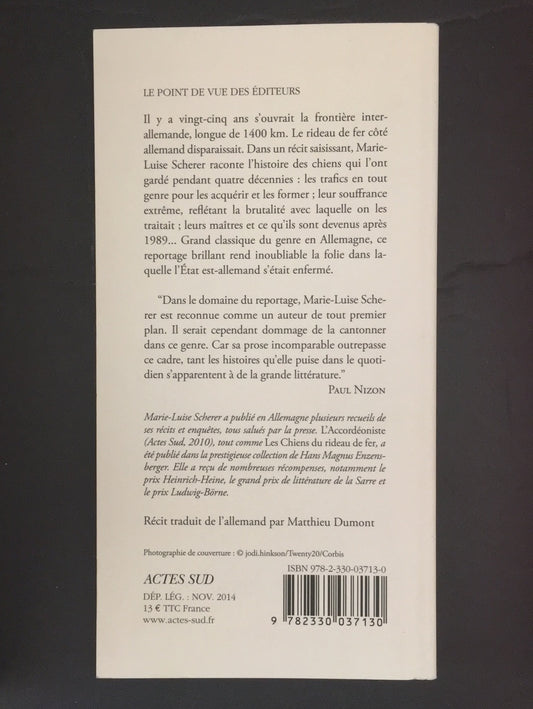 LE POINT DE VUE DES ÉDITEURS
Il y a vingt-cinq ans s'ouvrait la frontière inter-
allemande, longue de 1400 km. Le rideau de fer côté
allemand disparaissait. Dans un récit saisissant, Marie-
Luise Scherer raconte l'histoire des chiens qui l'ont
gardé pendant quatre décennies : les trafics en tout
genre pour les acquérir et les former ; leur souffrance
extrême, reflétant la brutalité avec laquelle on les
traitait ; leurs maîtres et ce qu'ils sont devenus après
1989... Grand classique du genre en Allemagne, ce
reportage brillant rend inoubliable la folie dans la-
quelle l'État est-allemand s'était enfermé.
“Dans le domaine du reportage, Marie-Luise Sche-
rer est reconnue comme un auteur de tout premier
plan. Il serait cependant dommage de la cantonner
dans ce genre. Car sa prose incomparable outrepasse
ce cadre, tant les histoires qu'elle puise dans le quoti-
dien s'apparentent à de la grande littérature.”
PAUL NIZON
Marie-Luise Scherer a publié en Allemagne plusieurs recueils de
ses récits et enquêtes, tous salués par la presse. L'Accordéoniste
(Actes Sud, 2010), tout comme Les Chiens du rideau de fer, a
été publié dans la prestigieuse collection de Hans Magnus Enzens-
berger. Elle a reçu de nombreuses récompenses, notamment le
prix Heinrich-Heine, le grand prix de littérature de la Sarre et
le prix Ludwig-Börne.
Récit traduit de l'allemand par Matthieu Dumont
Photographie de couverture : © jodi.hinkson/Twenty20/Corbis
ISBN 978-2-330-03713-0
ACTES SUD
DÉP. LÉG. : NOV. 2014
13 € TTC France
www.actes-sud.fr
9 782330 037130